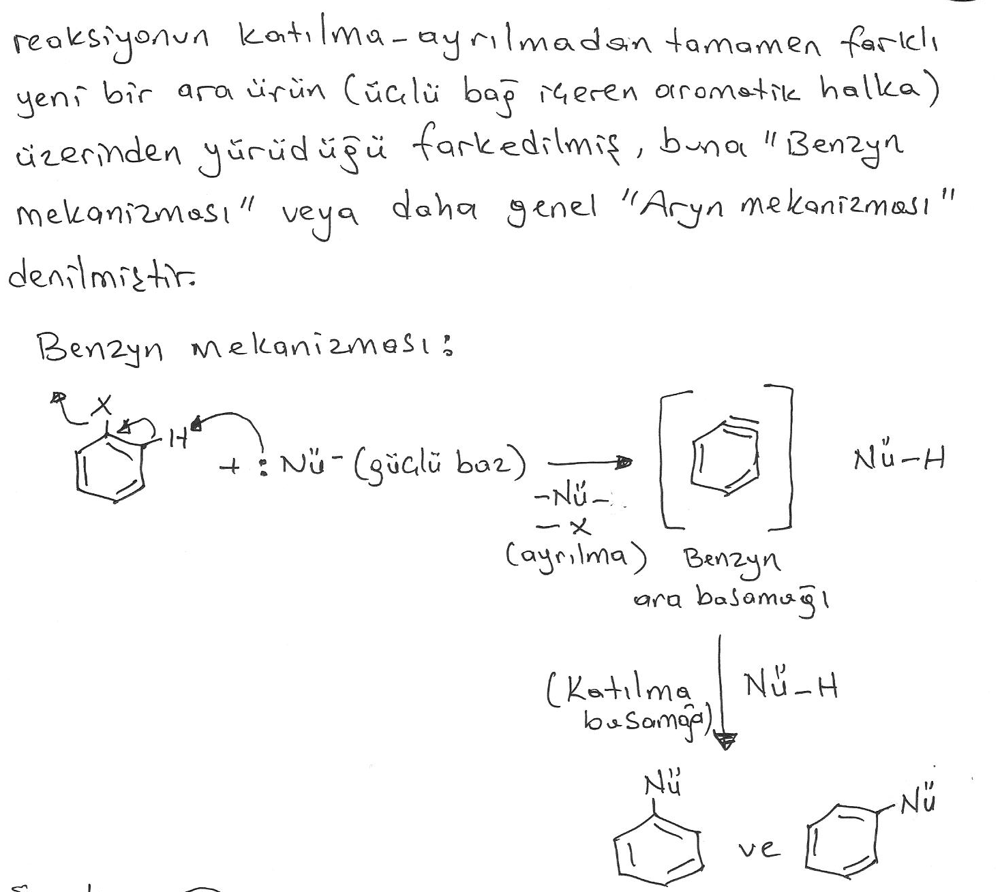 reaksiyonun katılma-ayrılmadan tamamen farklı
yeni bir ara ürün (üçlü bağ içeren aromatik halka)
üzerinden yürüdüğü farkedilmiş, buna "Benzyn
mekanizması" veya daha genel "Aryn mekanizması"
denilmiştir.
Benzyn mekanizması:
X
H
+ :Nü⁻ (güçlü baz)
Nü-H
-Nü-
-X
(ayrılma)
Benzyn
ara basamağı
(Katılma
basamağı)
Nü-H
Nü
ve
Nü